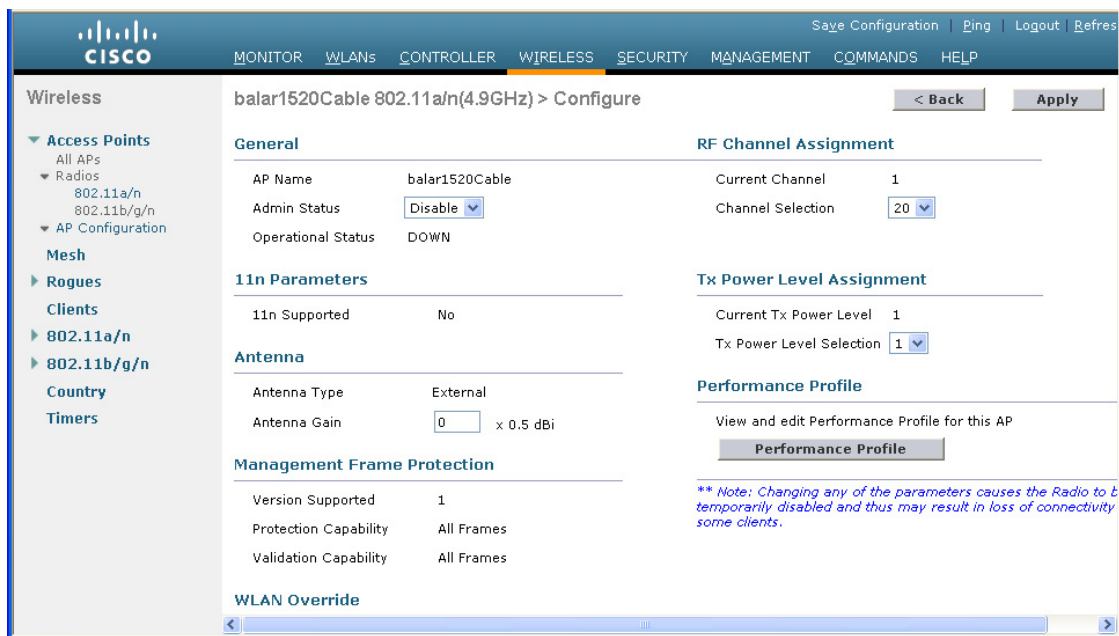 Save Configuration | Ping | Logout | Refres
CISCO
MONITOR WLANs CONTROLLER WIRELESS SECURITY MANAGEMENT COMMANDS HELP
Wireless
Access Points
All APs
Radios
802.11a/n
802.11b/g/n
AP Configuration
Mesh
Rogues
Clients
802.11a/n
802.11b/g/n
Country
Timers
balar1520Cable 802.11a/n(4.9GHz) > Configure
< Back
Apply
General
AP Name balar1520Cable
Admin Status Disable
Operational Status DOWN
11n Parameters
11n Supported No
Antenna
Antenna Type External
Antenna Gain 0 x 0.5 dBi
Management Frame Protection
Version Supported 1
Protection Capability All Frames
Validation Capability All Frames
WLAN Override
RF Channel Assignment
Current Channel 1
Channel Selection 20
Tx Power Level Assignment
Current Tx Power Level 1
Tx Power Level Selection 1
Performance Profile
View and edit Performance Profile for this AP
Performance Profile
** Note: Changing any of the parameters causes the Radio to b
temporarily disabled and thus may result in loss of connectivity
some clients.